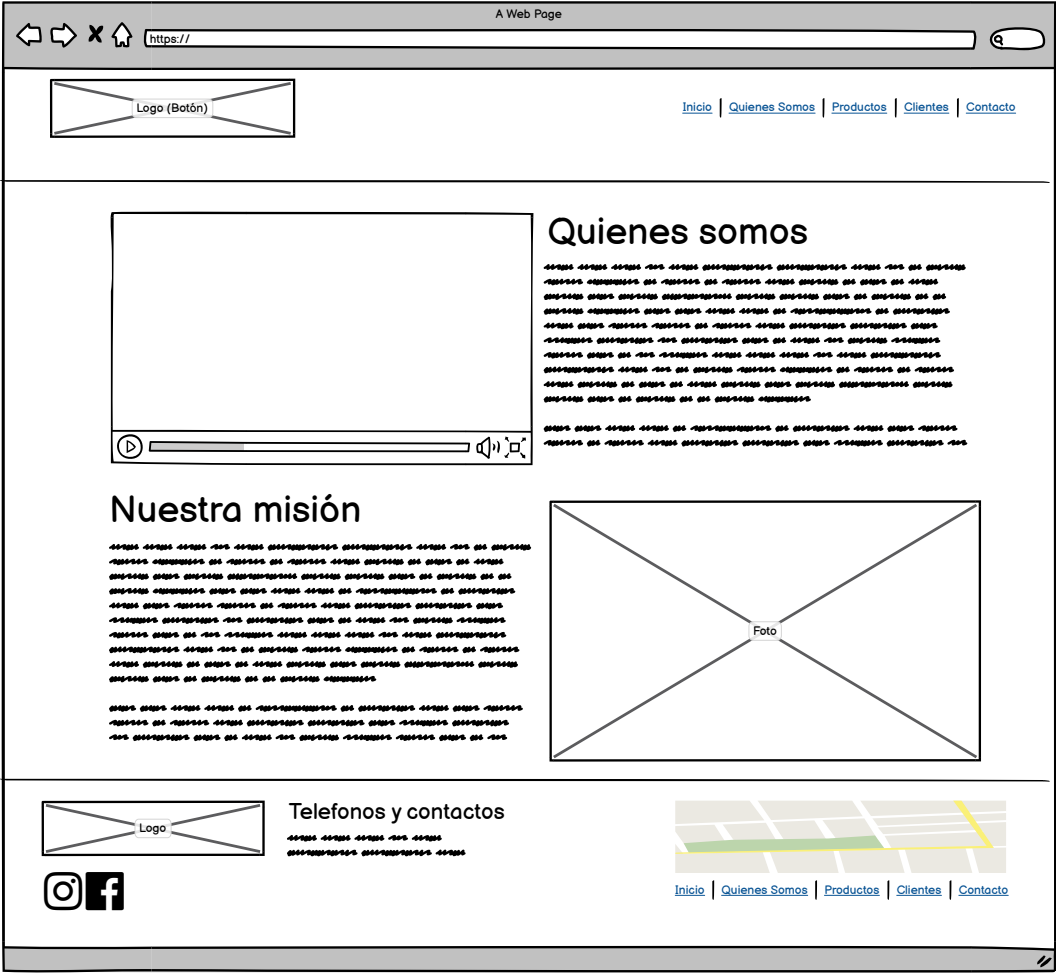 A Web Page
https://
Logo (Botón)
Inicio Quienes Somos Productos Clientes Contacto
Quienes somos
Nuestra misión
Foto
Logo
Telefonos y contactos
Inicio Quienes Somos Productos Clientes Contacto